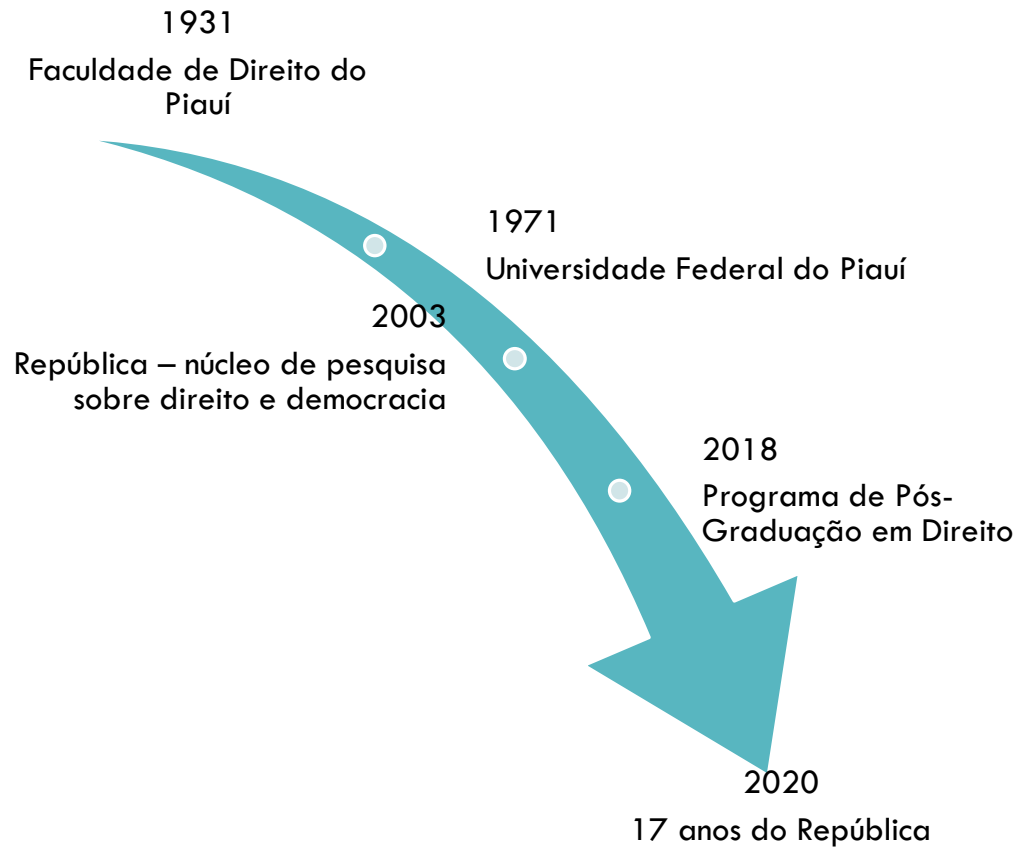 1931
Faculdade de Direito do
Piauí
1971
Universidade Federal do Piauí
2003
República – núcleo de pesquisa
sobre direito e democracia
2018
Programa de Pós-
Graduação em Direito
2020
17 anos do República